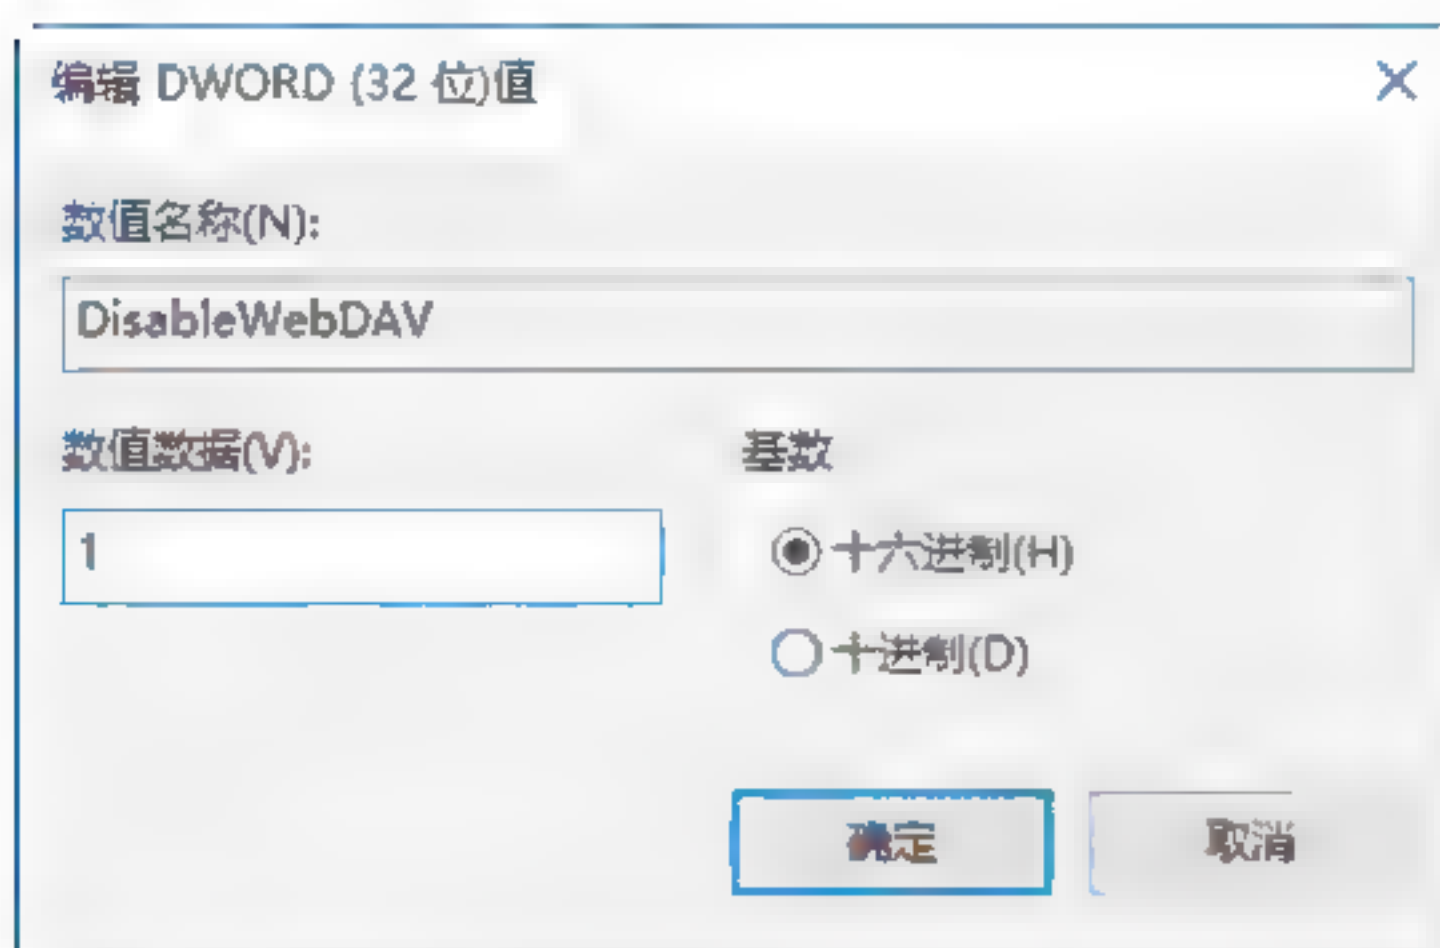 编辑 DWORD (32 位)值
数值名称(N):
DisableWebDAV
数值数据(V):
基数
1
十六进制(H)
十进制(D)
确定
取消